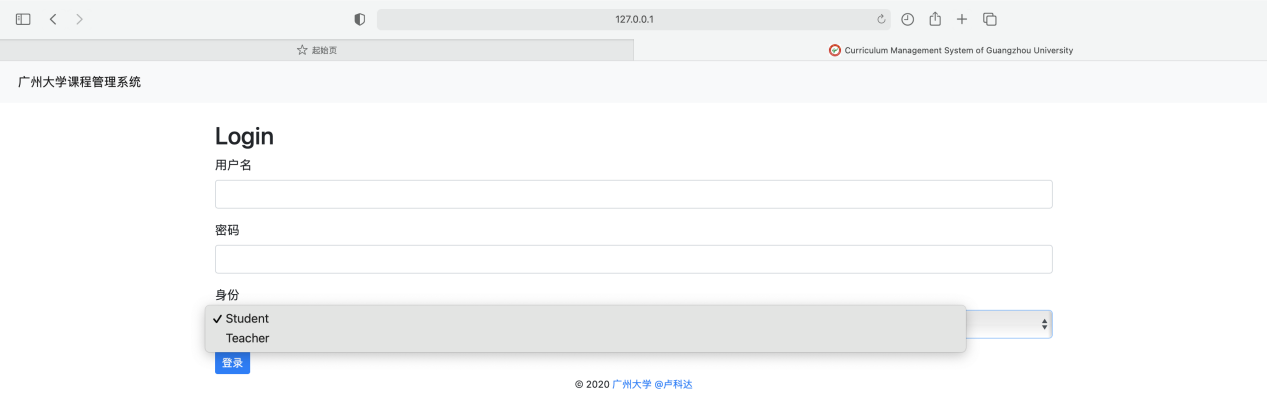 127.0.0.1
起始页
Curriculum Management System of Guangzhou University
广州大学课程管理系统
Login
用户名
密码
身份
Student
Teacher
登录
© 2020 广州大学 @卢科达